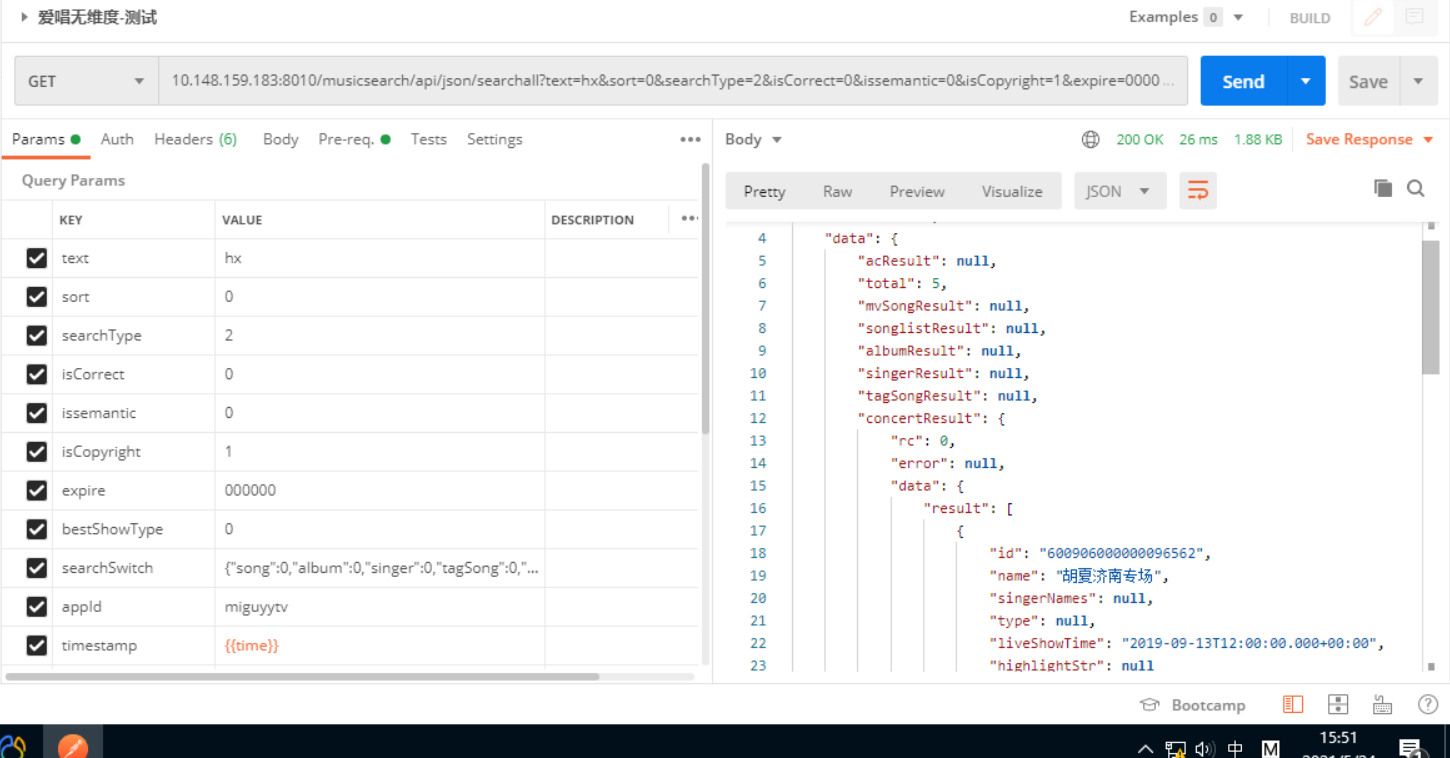 爱唱无维度-测试
Examples 0 BUILD
GET 10.148.159.183:8010/musicsearch/api/json/searchall?text=hx&sort=0&searchType=2&isCorrect=0&issemantic=0&isCopyright=1&expire=0000 ... Send Save
Params Auth Headers (6) Body Pre-req. Tests Settings
Query Params
KEY VALUE DESCRIPTION
text hx
sort 0
searchType 2
isCorrect 0
issemantic 0
isCopyright 1
expire 000000
bestShowType 0
searchSwitch {"song":0,"album":0,"singer":0,"tagSong":0,"...
appId miguyytv
timestamp {{time}}
Body 200 OK 26 ms 1.88 KB Save Response
Pretty Raw Preview Visualize JSON
4 "data": {
5 "acResult": null,
6 "total": 5,
7 "mvSongResult": null,
8 "songlistResult": null,
9 "albumResult": null,
10 "singerResult": null,
11 "tagSongResult": null,
12 "concertResult": {
13 "rc": 0,
14 "error": null,
15 "data": {
16 "result": [
17 {
18 "id": "600906000000096562",
19 "name": "胡夏济南专场",
20 "singerNames": null,
21 "type": null,
22 "liveShowTime": "2019-09-13T12:00:00.000+00:00",
23 "highlightStr": null
Bootcamp
中 M 15:51
2021/5/24